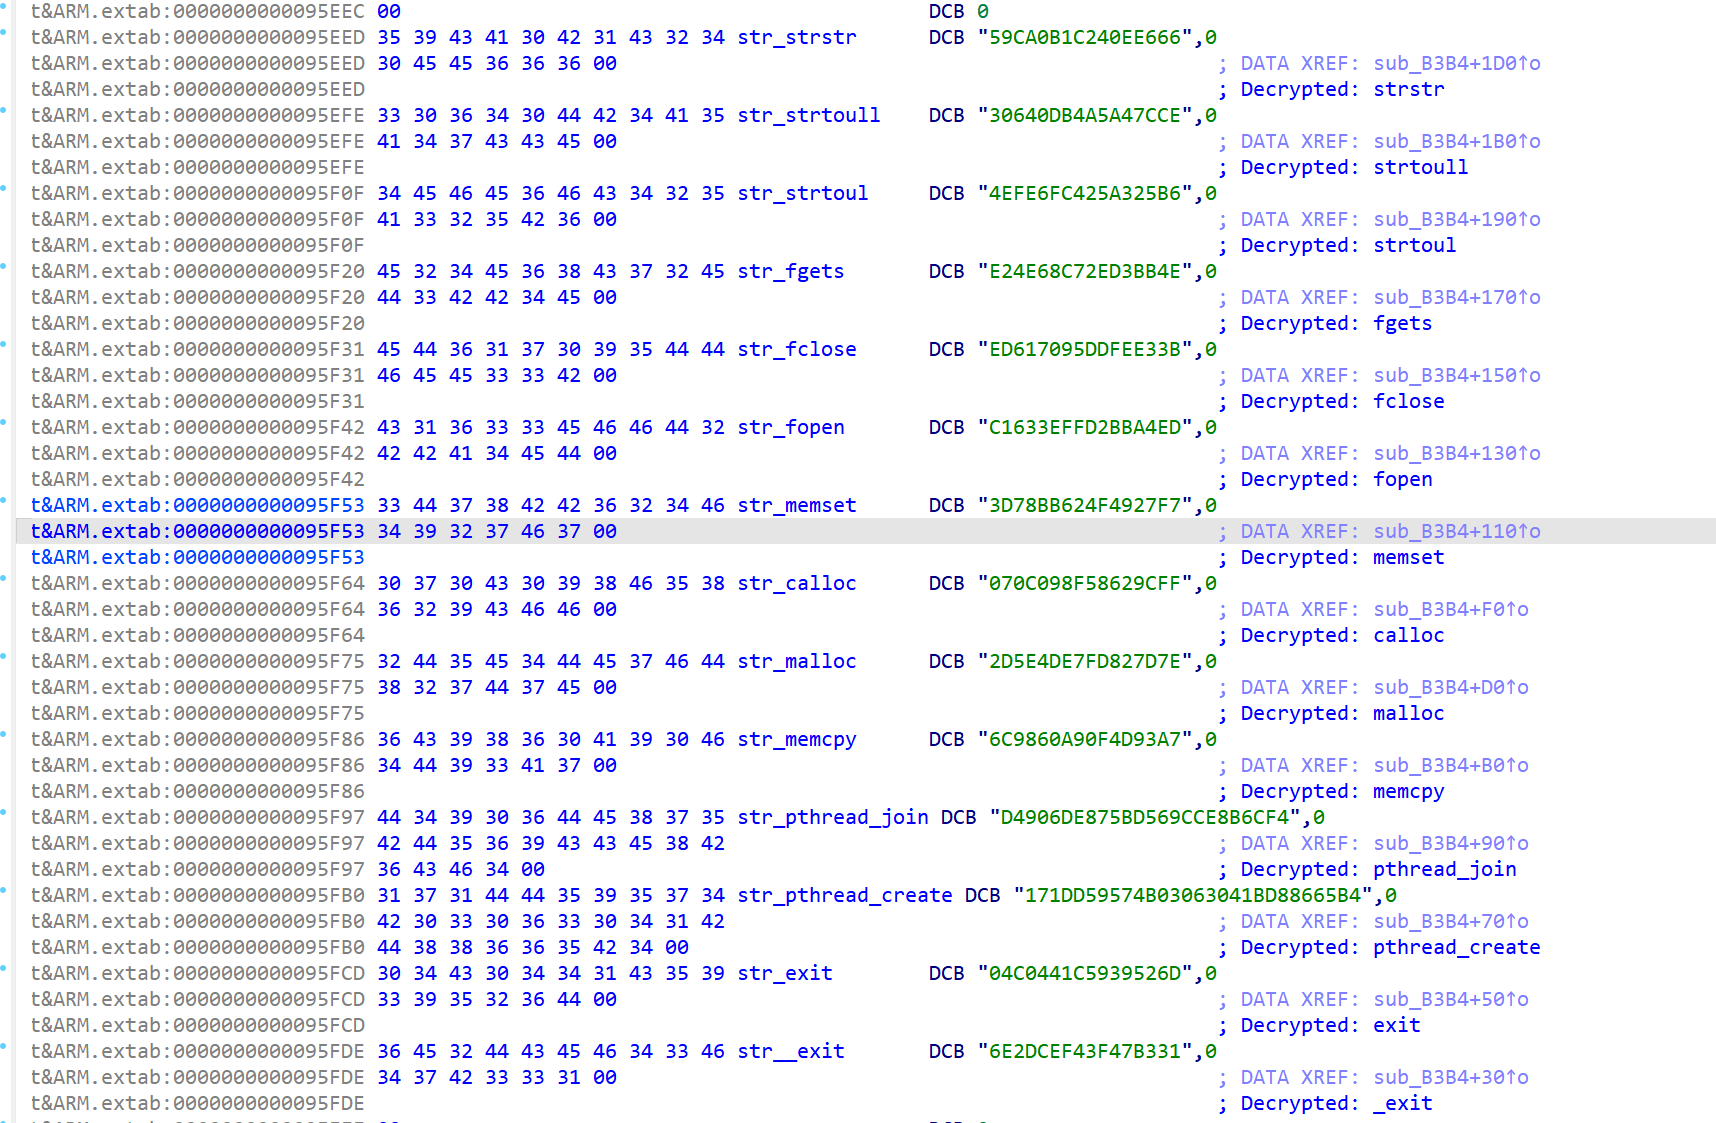 t&ARM.extab:0000000000095EEC 00 DCB 0
t&ARM.extab:0000000000095EED 35 39 43 41 30 42 31 43 32 34 str_strstr DCB "59CA0B1C240EE666",0
t&ARM.extab:0000000000095EED 30 45 45 36 36 36 00 ; DATA XREF: sub_B3B4+1D0↑o
t&ARM.extab:0000000000095EED ; Decrypted: strstr
t&ARM.extab:0000000000095EFE 33 30 36 34 30 44 42 34 41 35 str_strtoull DCB "30640DB4A5A47CCE",0
t&ARM.extab:0000000000095EFE 41 34 37 43 43 45 00 ; DATA XREF: sub_B3B4+1B0↑o
t&ARM.extab:0000000000095EFE ; Decrypted: strtoull
t&ARM.extab:0000000000095F0F 34 45 46 45 36 46 43 34 32 35 str_strtoul DCB "4EFE6FC425A325B6",0
t&ARM.extab:0000000000095F0F 41 33 32 35 42 36 00 ; DATA XREF: sub_B3B4+190↑o
t&ARM.extab:0000000000095F0F ; Decrypted: strtoul
t&ARM.extab:0000000000095F20 45 32 34 45 36 38 43 37 32 45 str_fgets DCB "E24E68C72ED3BB4E",0
t&ARM.extab:0000000000095F20 44 33 42 42 34 45 00 ; DATA XREF: sub_B3B4+170↑o
t&ARM.extab:0000000000095F20 ; Decrypted: fgets
t&ARM.extab:0000000000095F31 45 44 36 31 37 30 39 35 44 44 str_fclose DCB "ED617095DDFEE33B",0
t&ARM.extab:0000000000095F31 46 45 45 33 33 42 00 ; DATA XREF: sub_B3B4+150↑o
t&ARM.extab:0000000000095F31 ; Decrypted: fclose
t&ARM.extab:0000000000095F42 43 31 36 33 33 45 46 46 44 32 str_fopen DCB "C1633EFFD2BBA4ED",0
t&ARM.extab:0000000000095F42 42 42 41 34 45 44 00 ; DATA XREF: sub_B3B4+130↑o
t&ARM.extab:0000000000095F42 ; Decrypted: fopen
t&ARM.extab:0000000000095F53 33 44 37 38 42 42 36 32 34 46 str_memset DCB "3D78BB624F4927F7",0
t&ARM.extab:0000000000095F53 34 39 32 37 46 37 00 ; DATA XREF: sub_B3B4+110↑o
t&ARM.extab:0000000000095F53 ; Decrypted: memset
t&ARM.extab:0000000000095F64 30 37 30 43 30 39 38 46 35 38 str_calloc DCB "070C098F58629CFF",0
t&ARM.extab:0000000000095F64 36 32 39 43 46 46 00 ; DATA XREF: sub_B3B4+F0↑o
t&ARM.extab:0000000000095F64 ; Decrypted: calloc
t&ARM.extab:0000000000095F75 32 44 35 45 34 44 45 37 46 44 str_malloc DCB "2D5E4DE7FD827D7E",0
t&ARM.extab:0000000000095F75 38 32 37 44 37 45 00 ; DATA XREF: sub_B3B4+D0↑o
t&ARM.extab:0000000000095F75 ; Decrypted: malloc
t&ARM.extab:0000000000095F86 36 43 39 38 36 30 41 39 30 46 str_memcpy DCB "6C9860A90F4D93A7",0
t&ARM.extab:0000000000095F86 34 44 39 33 41 37 00 ; DATA XREF: sub_B3B4+B0↑o
t&ARM.extab:0000000000095F86 ; Decrypted: memcpy
t&ARM.extab:0000000000095F97 44 34 39 30 36 44 45 38 37 35 str_pthread_join DCB "D4906DE875BD569CCE8B6CF4",0
t&ARM.extab:0000000000095F97 42 44 35 36 39 43 43 45 38 42 ; DATA XREF: sub_B3B4+90↑o
t&ARM.extab:0000000000095F97 36 43 46 34 00 ; Decrypted: pthread_join
t&ARM.extab:0000000000095FB0 31 37 31 44 44 35 39 35 37 34 str_pthread_create DCB "171DD59574B03063041BD88665B4",0
t&ARM.extab:0000000000095FB0 42 30 33 30 36 33 30 34 31 42 ; DATA XREF: sub_B3B4+70↑o
t&ARM.extab:0000000000095FB0 44 38 38 36 36 35 42 34 00 ; Decrypted: pthread_create
t&ARM.extab:0000000000095FCD 30 34 43 30 34 34 31 43 35 39 str_exit DCB "04C0441C5939526D",0
t&ARM.extab:0000000000095FCD 33 39 35 32 36 44 00 ; DATA XREF: sub_B3B4+50↑o
t&ARM.extab:0000000000095FCD ; Decrypted: exit
t&ARM.extab:0000000000095FDE 36 45 32 44 43 45 46 34 33 46 str__exit DCB "6E2DCEF43F47B331",0
t&ARM.extab:0000000000095FDE 34 37 42 33 33 31 00 ; DATA XREF: sub_B3B4+30↑o
t&ARM.extab:0000000000095FDE ; Decrypted: _exit